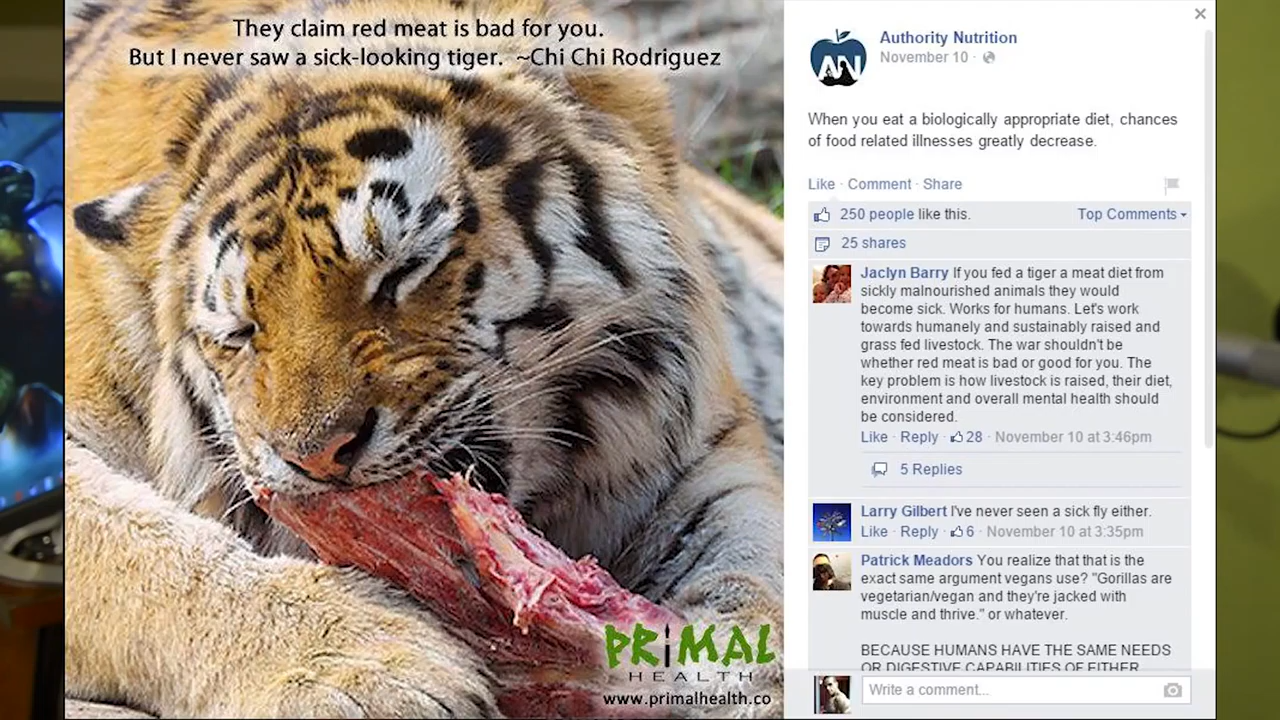 They claim red meat is bad for you.
But I never saw a sick-looking tiger. ~Chi Chi Rodriguez
PRiMAL
HEALTH
www.primalhealth.co
AN
Authority Nutrition
November 10 ·
When you eat a biologically appropriate diet, chances
of food related illnesses greatly decrease.
Like · Comment · Share
250 people like this.
Top Comments
25 shares
Jaclyn Barry If you fed a tiger a meat diet from
sickly malnourished animals they would
become sick. Works for humans. Let's work
towards humanely and sustainably raised and
grass fed livestock. The war shouldn't be
whether red meat is bad or good for you. The
key problem is how livestock is raised, their diet,
environment and overall mental health should
be considered.
Like · Reply · 28 · November 10 at 3:46pm
5 Replies
Larry Gilbert I've never seen a sick fly either.
Like · Reply · 6 · November 10 at 3:35pm
Patrick Meadors You realize that that is the
exact same argument vegans use? "Gorillas are
vegetarian/vegan and they're jacked with
muscle and thrive." or whatever.
BECAUSE HUMANS HAVE THE SAME NEEDS
OR DIGESTIVE CAPABILITIES OF EITHER
Write a comment...